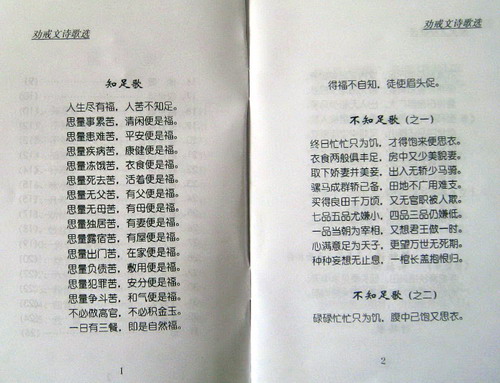 劝戒文诗歌选
知足歌
人生尽有福，人苦不知足。
思量事累苦，清闲便是福。
思量患难苦，平安便是福。
思量疾病苦，康健便是福。
思量冻饿苦，衣食便是福。
思量死去苦，活着便是福。
思量无父苦，有父便是福。
思量无母苦，有母便是福。
思量独居苦，有妻便是福。
思量露宿苦，有屋便是福。
思量出门苦，在家便是福。
思量负债苦，敷用便是福。
思量犯罪苦，安分便是福。
思量争斗苦，和气便是福。
不必做高官，不必积金玉。
一日有三餐，即是自然福。
1
劝戒文诗歌选
得福不自知，徒使眉头促。
不知足歌（之一）
终日忙忙只为饥，才得饱来便思衣。
衣食两般俱丰足，房中又少美貌妻。
取下娇妻并美妾，出入无轿少马骑。
骡马成群轿已备，田地不广用难支。
买得良田千万顷，又无官职被人欺。
七品五品尤嫌小，四品三品仍嫌低。
一品当朝为宰相，又想君王做一时。
心满意足为天子，更望万世无死期。
种种妄想无止息，一棺长盖抱恨归。
不知足歌（之二）
碌碌忙忙只为饥，腹中已饱又思衣。
2